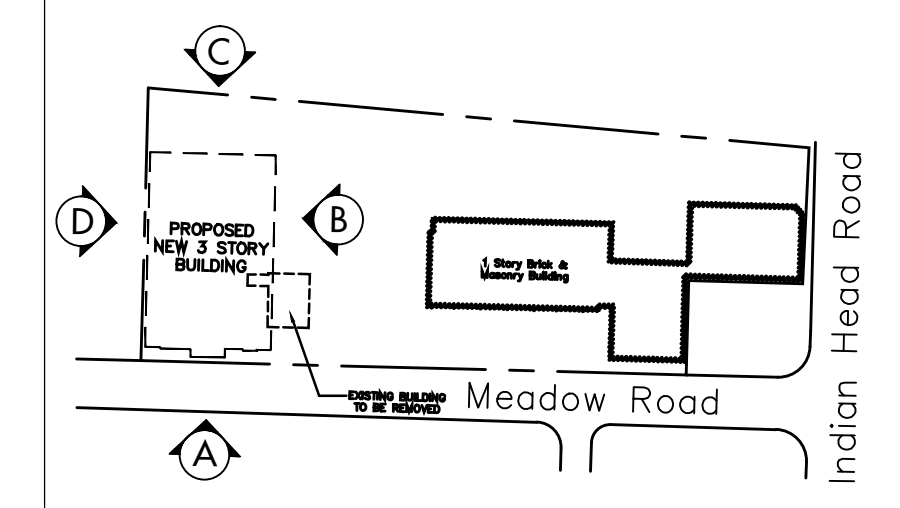 C
D
B
PROPOSED
NEW 3 STORY
BUILDING
1 Story Brick &
Masonry Building
EXISTING BUILDING
TO BE REMOVED
Meadow Road
A
Indian Head Road